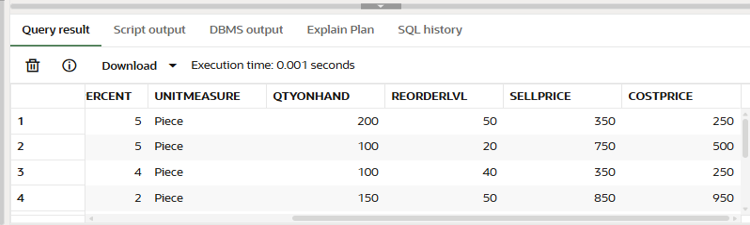 Query result Script output DBMS output Explain Plan SQL history
Download Execution time: 0.001 seconds
ERCENT UNITMEASURE QTYONHAND REORDERLVL SELLPRICE COSTPRICE
1 5 Piece 200 50 350 250
2 5 Piece 100 20 750 500
3 4 Piece 100 40 350 250
4 2 Piece 150 50 850 950